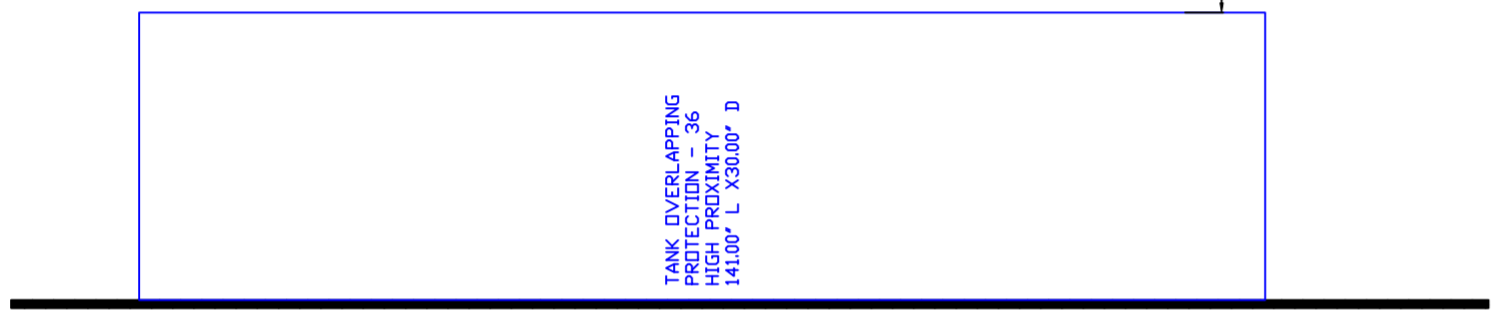 TANK OVERLAPPING
PROTECTION - 36
HIGH PROXIMITY
141.00" L X30.00" D